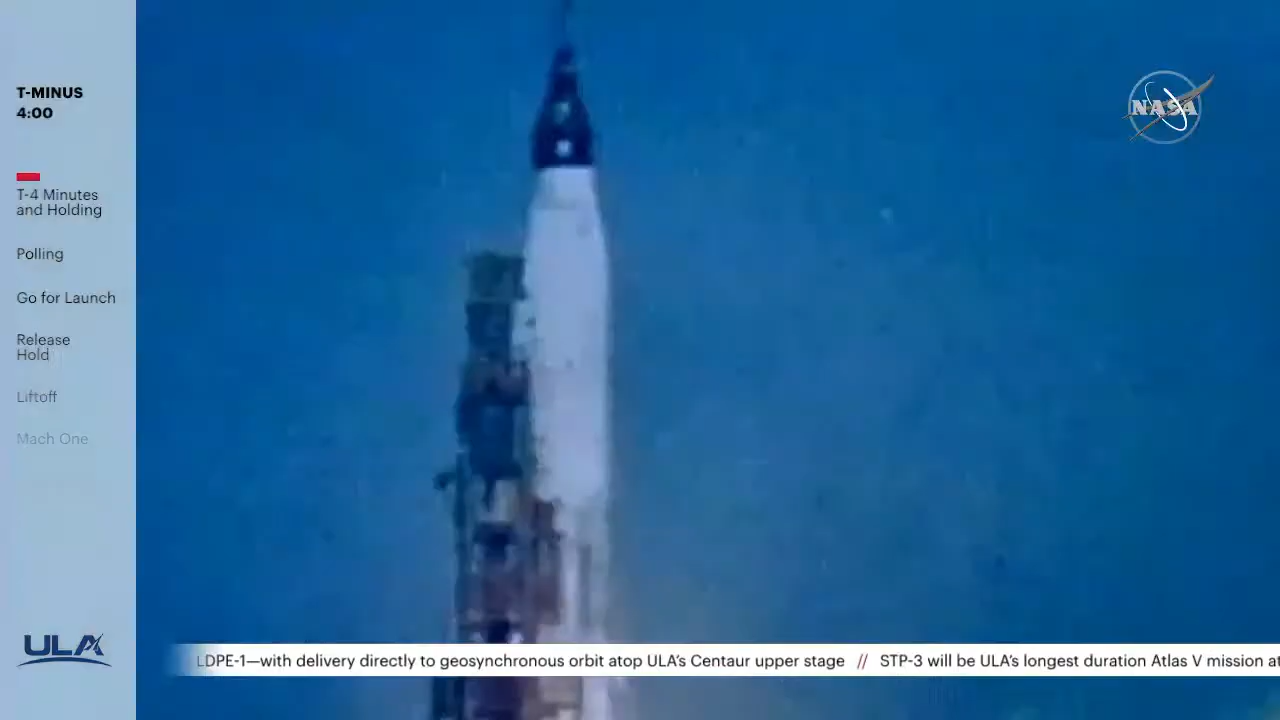 T-MINUS
4:00
T-4 Minutes
and Holding
Polling
Go for Launch
Release
Hold
Liftoff
Mach One
ULA
NASA
LDPE-1—with delivery directly to geosynchronous orbit atop ULA's Centaur upper stage // STP-3 will be ULA's longest duration Atlas V mission at